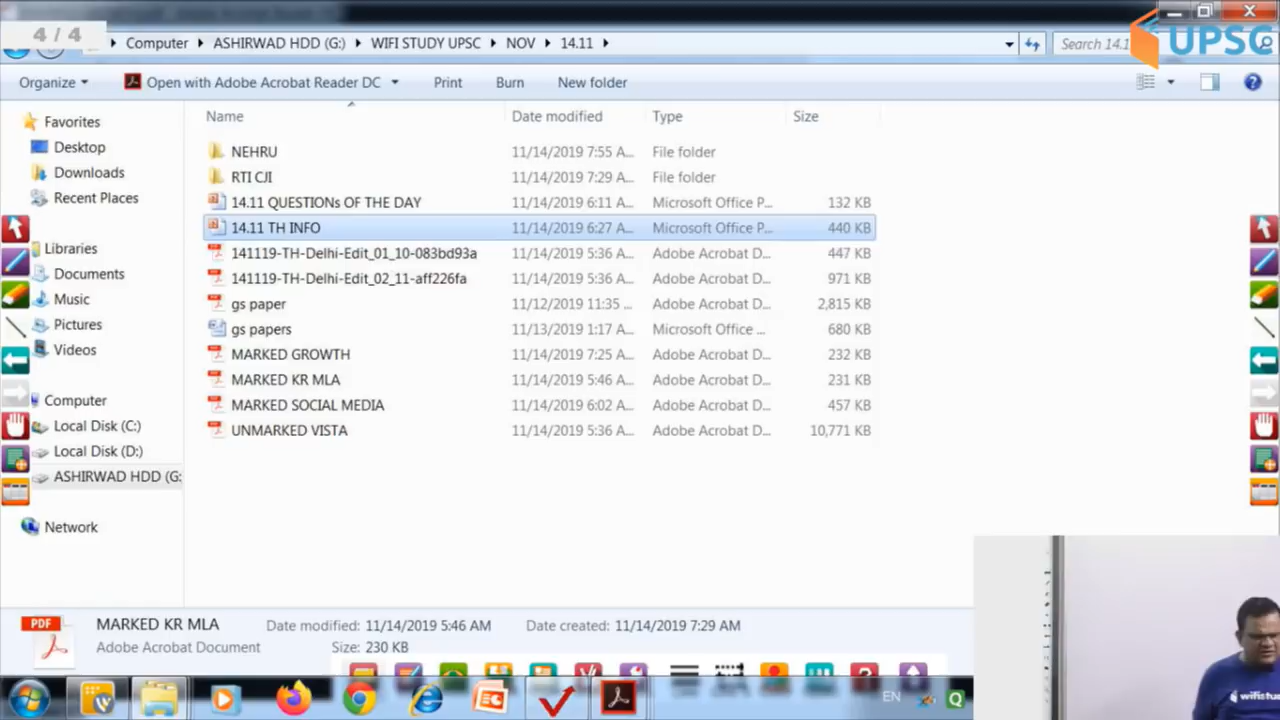 4 / 4
Computer ASHIRWAD HDD (G:) WIFI STUDY UPSC NOV 14.11
Search 14.1
UPSC
Organize Open with Adobe Acrobat Reader DC Print Burn New folder
Name Date modified Type Size
Favorites
Desktop
Downloads
Recent Places
Libraries
Documents
Music
Pictures
Videos
Computer
Local Disk (C:)
Local Disk (D:)
ASHIRWAD HDD (G:
Network
NEHRU 11/14/2019 7:55 A... File folder
RTI CJI 11/14/2019 7:29 A... File folder
14.11 QUESTIONs OF THE DAY 11/14/2019 6:11 A... Microsoft Office P... 132 KB
14.11 TH INFO 11/14/2019 6:27 A... Microsoft Office P... 440 KB
141119-TH-Delhi-Edit_01_10-083bd93a 11/14/2019 5:36 A... Adobe Acrobat D... 447 KB
141119-TH-Delhi-Edit_02_11-aff226fa 11/14/2019 5:36 A... Adobe Acrobat D... 971 KB
gs paper 11/12/2019 11:35 ... Adobe Acrobat D... 2,815 KB
gs papers 11/13/2019 1:17 A... Microsoft Office ... 680 KB
MARKED GROWTH 11/14/2019 7:25 A... Adobe Acrobat D... 232 KB
MARKED KR MLA 11/14/2019 5:46 A... Adobe Acrobat D... 231 KB
MARKED SOCIAL MEDIA 11/14/2019 6:02 A... Adobe Acrobat D... 457 KB
UNMARKED VISTA 11/14/2019 5:36 A... Adobe Acrobat D... 10,771 KB
PDF
MARKED KR MLA Date modified: 11/14/2019 5:46 AM Date created: 11/14/2019 7:29 AM
Adobe Acrobat Document Size: 230 KB
EN
wifistu